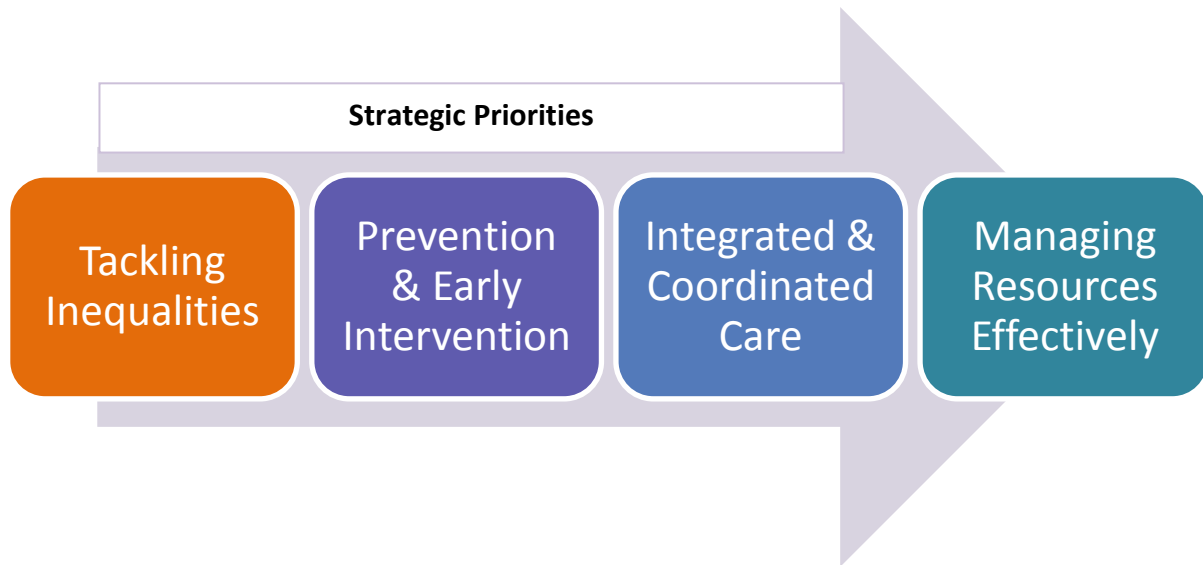 Strategic Priorities
Tackling
Inequalities
Prevention
& Early
Intervention
Integrated &
Coordinated
Care
Managing
Resources
Effectively